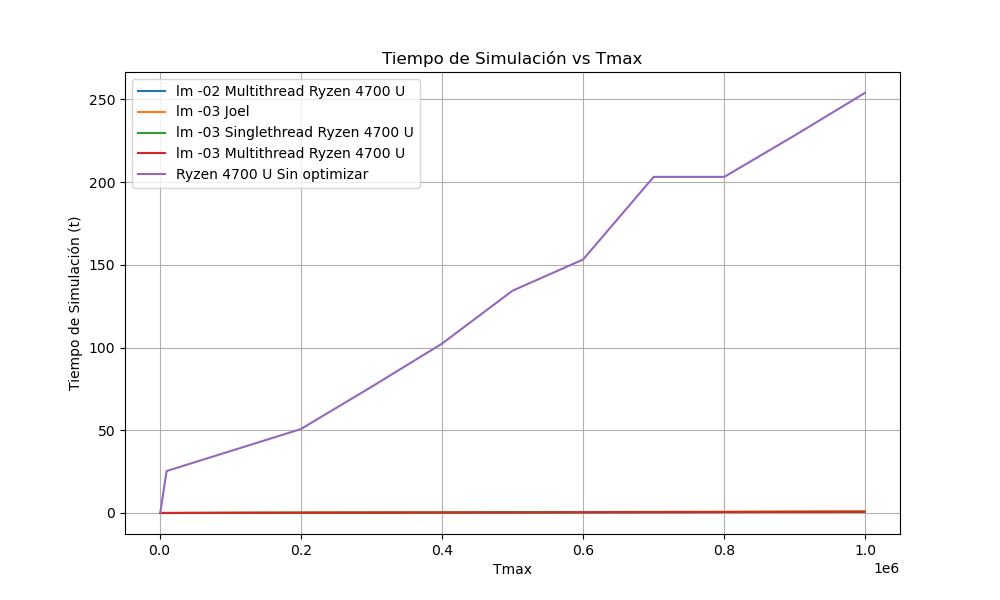 Tiempo de Simulación vs Tmax
lm -02 Multithread Ryzen 4700 U
lm -03 Joel
lm -03 Singlethread Ryzen 4700 U
lm -03 Multithread Ryzen 4700 U
Ryzen 4700 U Sin optimizar
Tiempo de Simulación (t)
250
200
150
100
50
0
0.0 0.2 0.4 0.6 0.8 1.0
1e6
Tmax